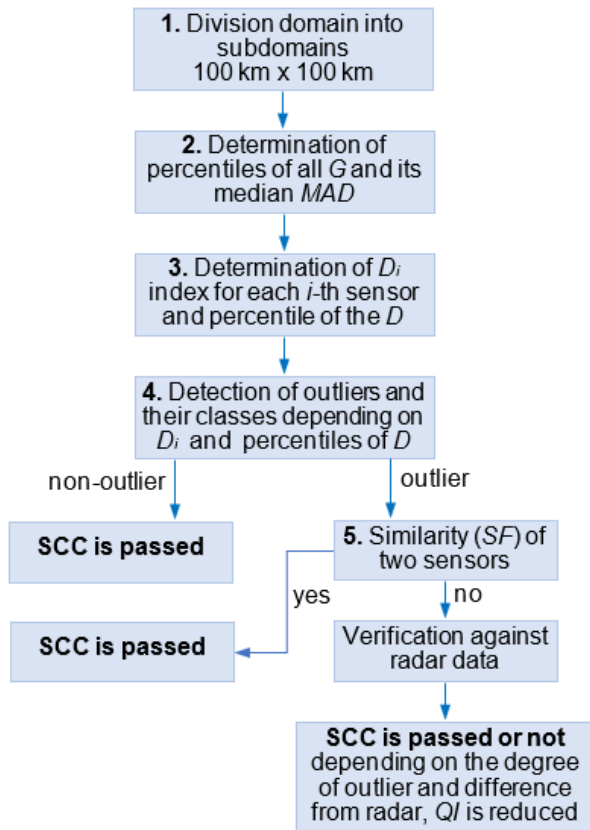 1. Division domain into
subdomains
100 km x 100 km
2. Determination of
percentiles of all G and its
median MAD
3. Determination of Di
index for each i-th sensor
and percentile of the D
4. Detection of outliers and
their classes depending on
Di and percentiles of D
non-outlier
outlier
SCC is passed
5. Similarity (SF) of
two sensors
yes
no
SCC is passed
Verification against
radar data
SCC is passed or not
depending on the degree
of outlier and difference
from radar, QI is reduced